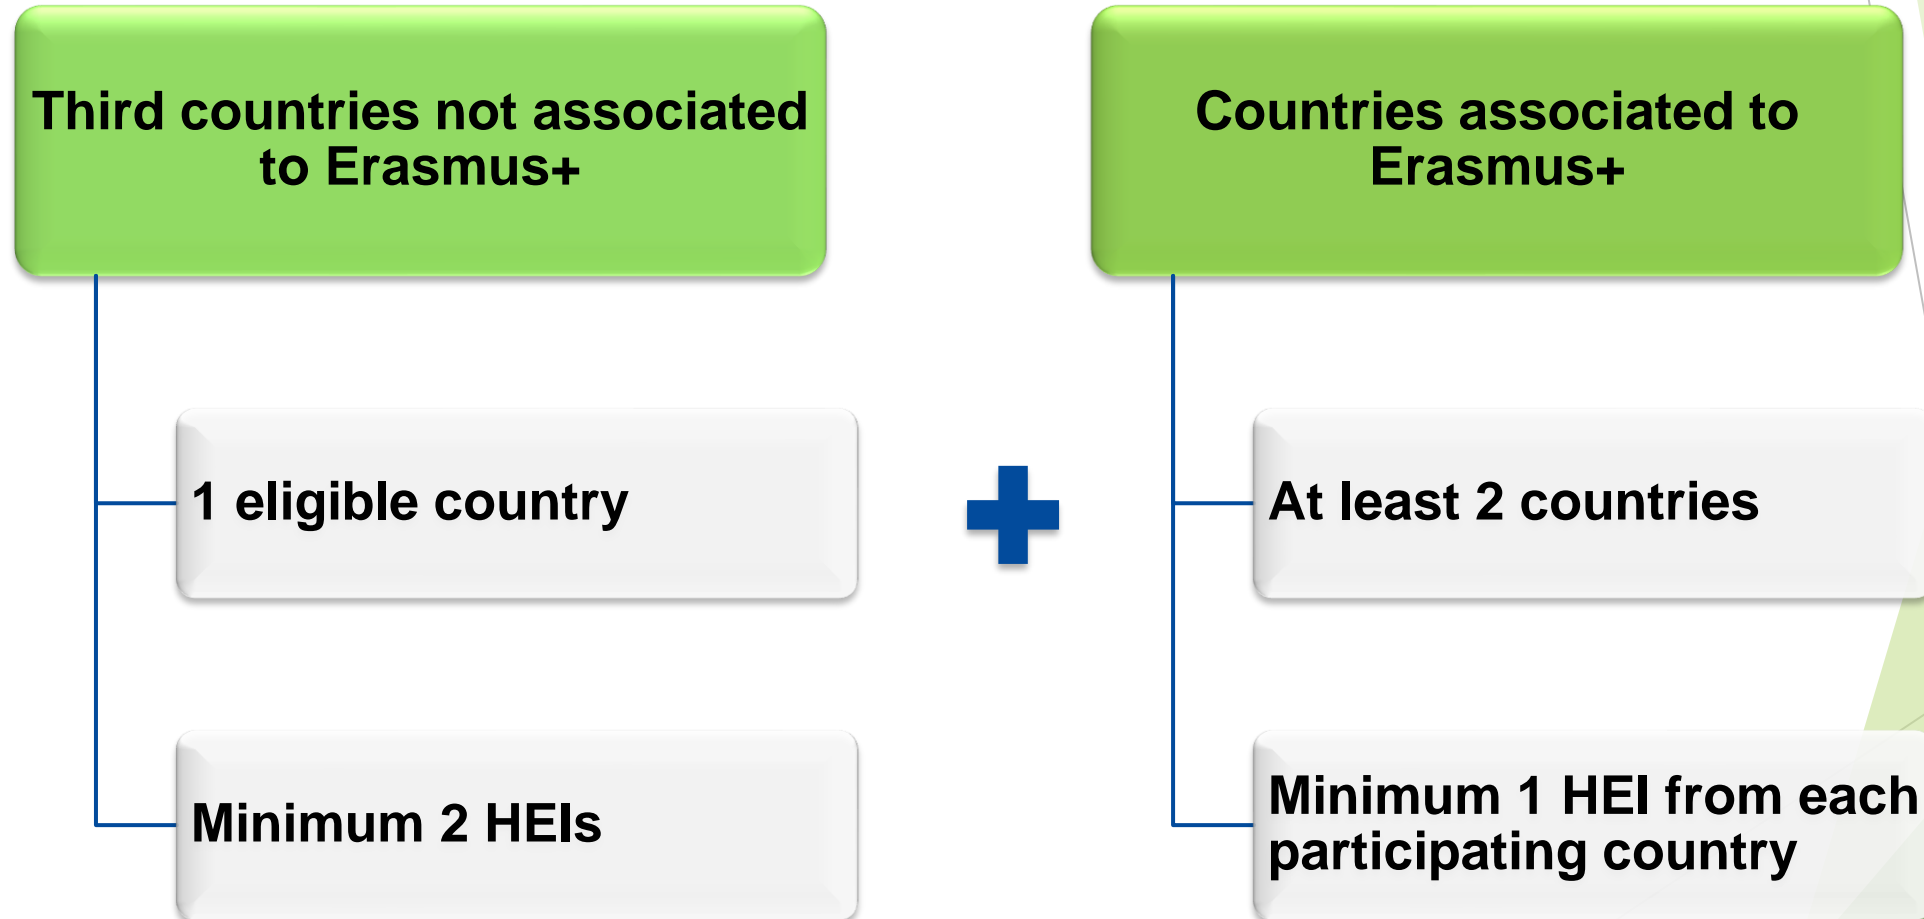 Third countries not associated
to Erasmus+
1 eligible country
Minimum 2 HEIs
Countries associated to
Erasmus+
At least 2 countries
Minimum 1 HEI from each
participating country